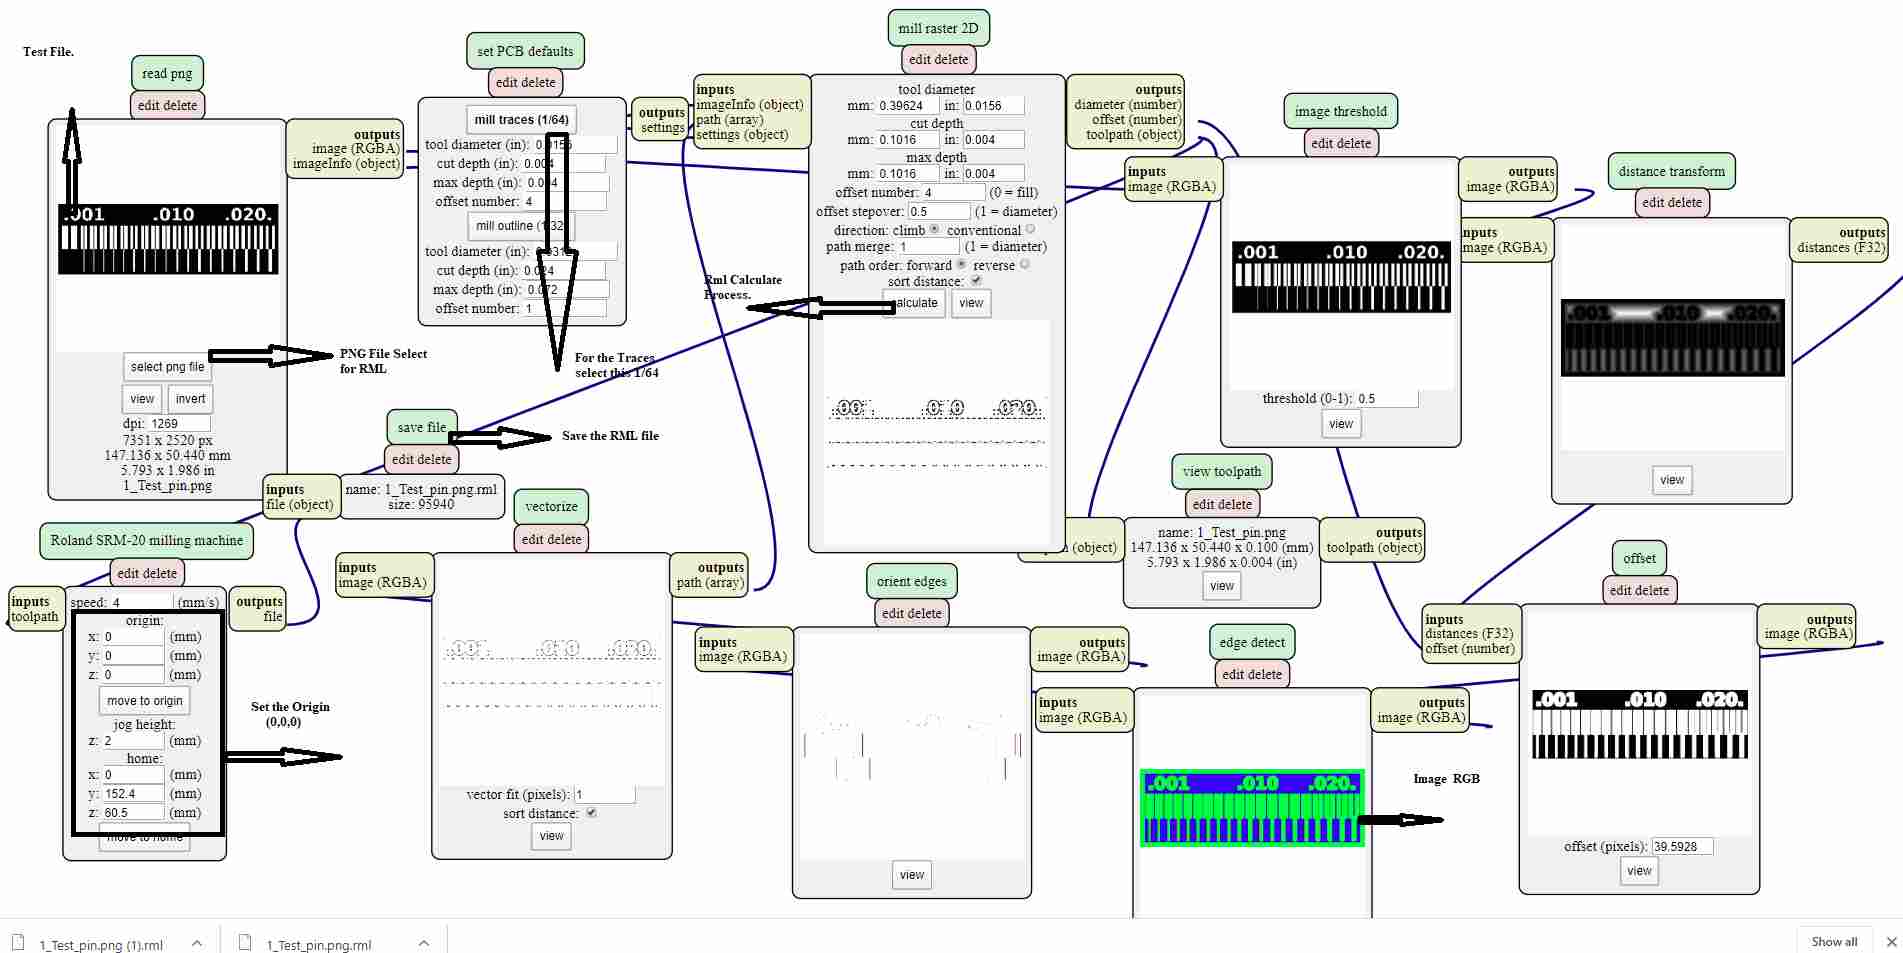 Test File.
read png
edit delete
.001 .010 .020.
select png file
view invert
dpi: 1269
7351 x 2520 px
147.136 x 50.440 mm
5.793 x 1.986 in
1_Test_pin.png
outputs
image (RGBA)
imageInfo (object)
PNG File Select
for RML
set PCB defaults
edit delete
mill traces (1/64)
tool diameter (in):
cut depth (in): 0.004
max depth (in):
offset number: 4
mill outline
tool diameter (in):
cut depth (in):
max depth (in): 0.072
offset number: 1
outputs
settings
For the Traces
select this 1/64
save file
edit delete
Save the RML file
inputs
file (object)
name: 1_Test_pin.png.rml
size: 95940
Roland SRM-20 milling machine
edit delete
inputs
toolpath
speed: 4 (mm/s)
origin:
x: 0 (mm)
y: 0 (mm)
z: 0 (mm)
move to origin
jog height:
z: 2 (mm)
home:
x: 0 (mm)
y: 152.4 (mm)
z: 60.5 (mm)
move to home
outputs
file
Set the Origin
(0,0,0)
vectorize
edit delete
inputs
image (RGBA)
vector fit (pixels): 1
sort distance:
view
outputs
path (array)
mill raster 2D
edit delete
inputs
imageInfo (object)
path (array)
settings (object)
tool diameter
mm: 0.39624 in: 0.0156
cut depth
mm: 0.1016 in: 0.004
max depth
mm: 0.1016 in: 0.004
offset number: 4 (0 = fill)
offset stepover: 0.5 (1 = diameter)
direction: climb conventional
path merge: 1 (1 = diameter)
path order: forward reverse
sort distance:
calculate view
outputs
diameter (number)
offset (number)
toolpath (object)
Rml Calculate
Process.
orient edges
edit delete
inputs
image (RGBA)
view
outputs
image (RGBA)
image threshold
edit delete
inputs
image (RGBA)
.001 .010 .020.
threshold (0-1): 0.5
view
outputs
image (RGBA)
view toolpath
edit delete
(object)
name: 1_Test_pin.png
147.136 x 50.440 x 0.100 (mm)
5.793 x 1.986 x 0.004 (in)
view
outputs
toolpath (object)
edge detect
edit delete
inputs
image (RGBA)
.001 .010 .020.
outputs
image (RGBA)
Image RGB
distance transform
edit delete
inputs
image (RGBA)
.001 .010 .020.
view
outputs
distances (F32)
offset
edit delete
inputs
distances (F32)
offset (number)
.001 .010 .020.
offset (pixels): 39.5928
view
outputs
image (RGBA)
1_Test_pin.png (1).rml
1_Test_pin.png.rml
Show all